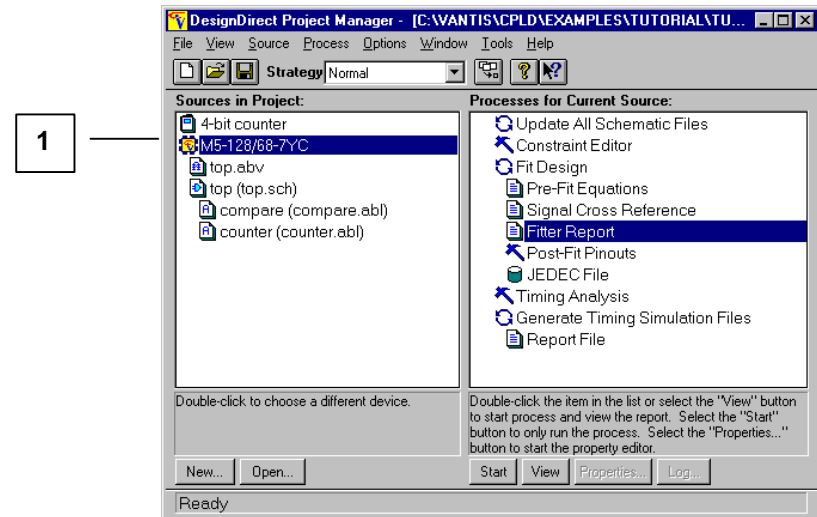 DesignDirect Project Manager - [C:\VANTIS\CPLD\EXAMPLES\TUTORIAL\TU...
File View Source Process Options Window Tools Help
Strategy Normal
1
Sources in Project:
4-bit counter
M5-128/68-7YC
top.abv
top (top.sch)
compare (compare.abl)
counter (counter.abl)
Double-click to choose a different device.
New... Open...
Processes for Current Source:
Update All Schematic Files
Constraint Editor
Fit Design
Pre-Fit Equations
Signal Cross Reference
Fitter Report
Post-Fit Pinouts
JEDEC File
Timing Analysis
Generate Timing Simulation Files
Report File
Double-click the item in the list or select the "View" button
to start process and view the report. Select the "Start"
button to only run the process. Select the "Properties..."
button to start the property editor.
Start View Properties... Log...
Ready